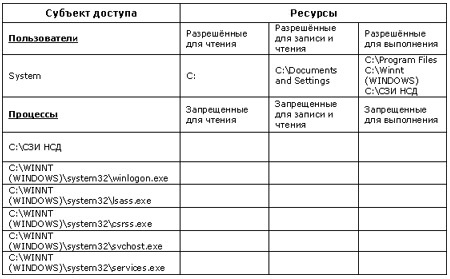 Субъект доступа
Ресурсы
Пользователи
Разрешённые для чтения
Разрешённые для записи и чтения
Разрешённые для выполнения
System
C:
C:\Documents and Settings
C:\Program Files
C:\Winnt (WINDOWS)
C:\СЗИ НСД
Процессы
Запрещенные для чтения
Запрещенные для записи и чтения
Запрещенные для выполнения
C:\СЗИ НСД
C:\WINNT (WINDOWS)\system32\winlogon.exe
C:\WINNT (WINDOWS)\system32\lsass.exe
C:\WINNT (WINDOWS)\system32\csrss.exe
C:\WINNT (WINDOWS)\system32\svchost.exe
C:\WINNT (WINDOWS)\system32\services.exe